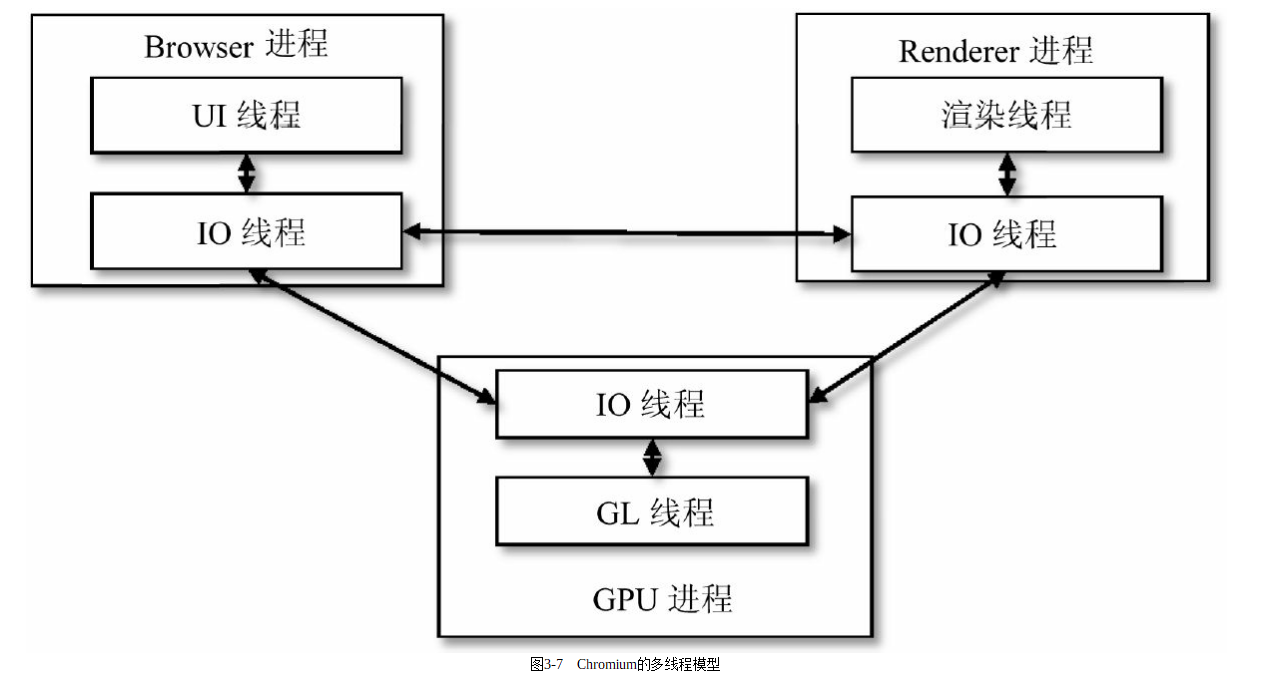 Browser 进程
UI 线程
IO 线程
Renderer 进程
渲染线程
IO 线程
IO 线程
GL 线程
GPU 进程
图3-7 Chromium的多线程模型